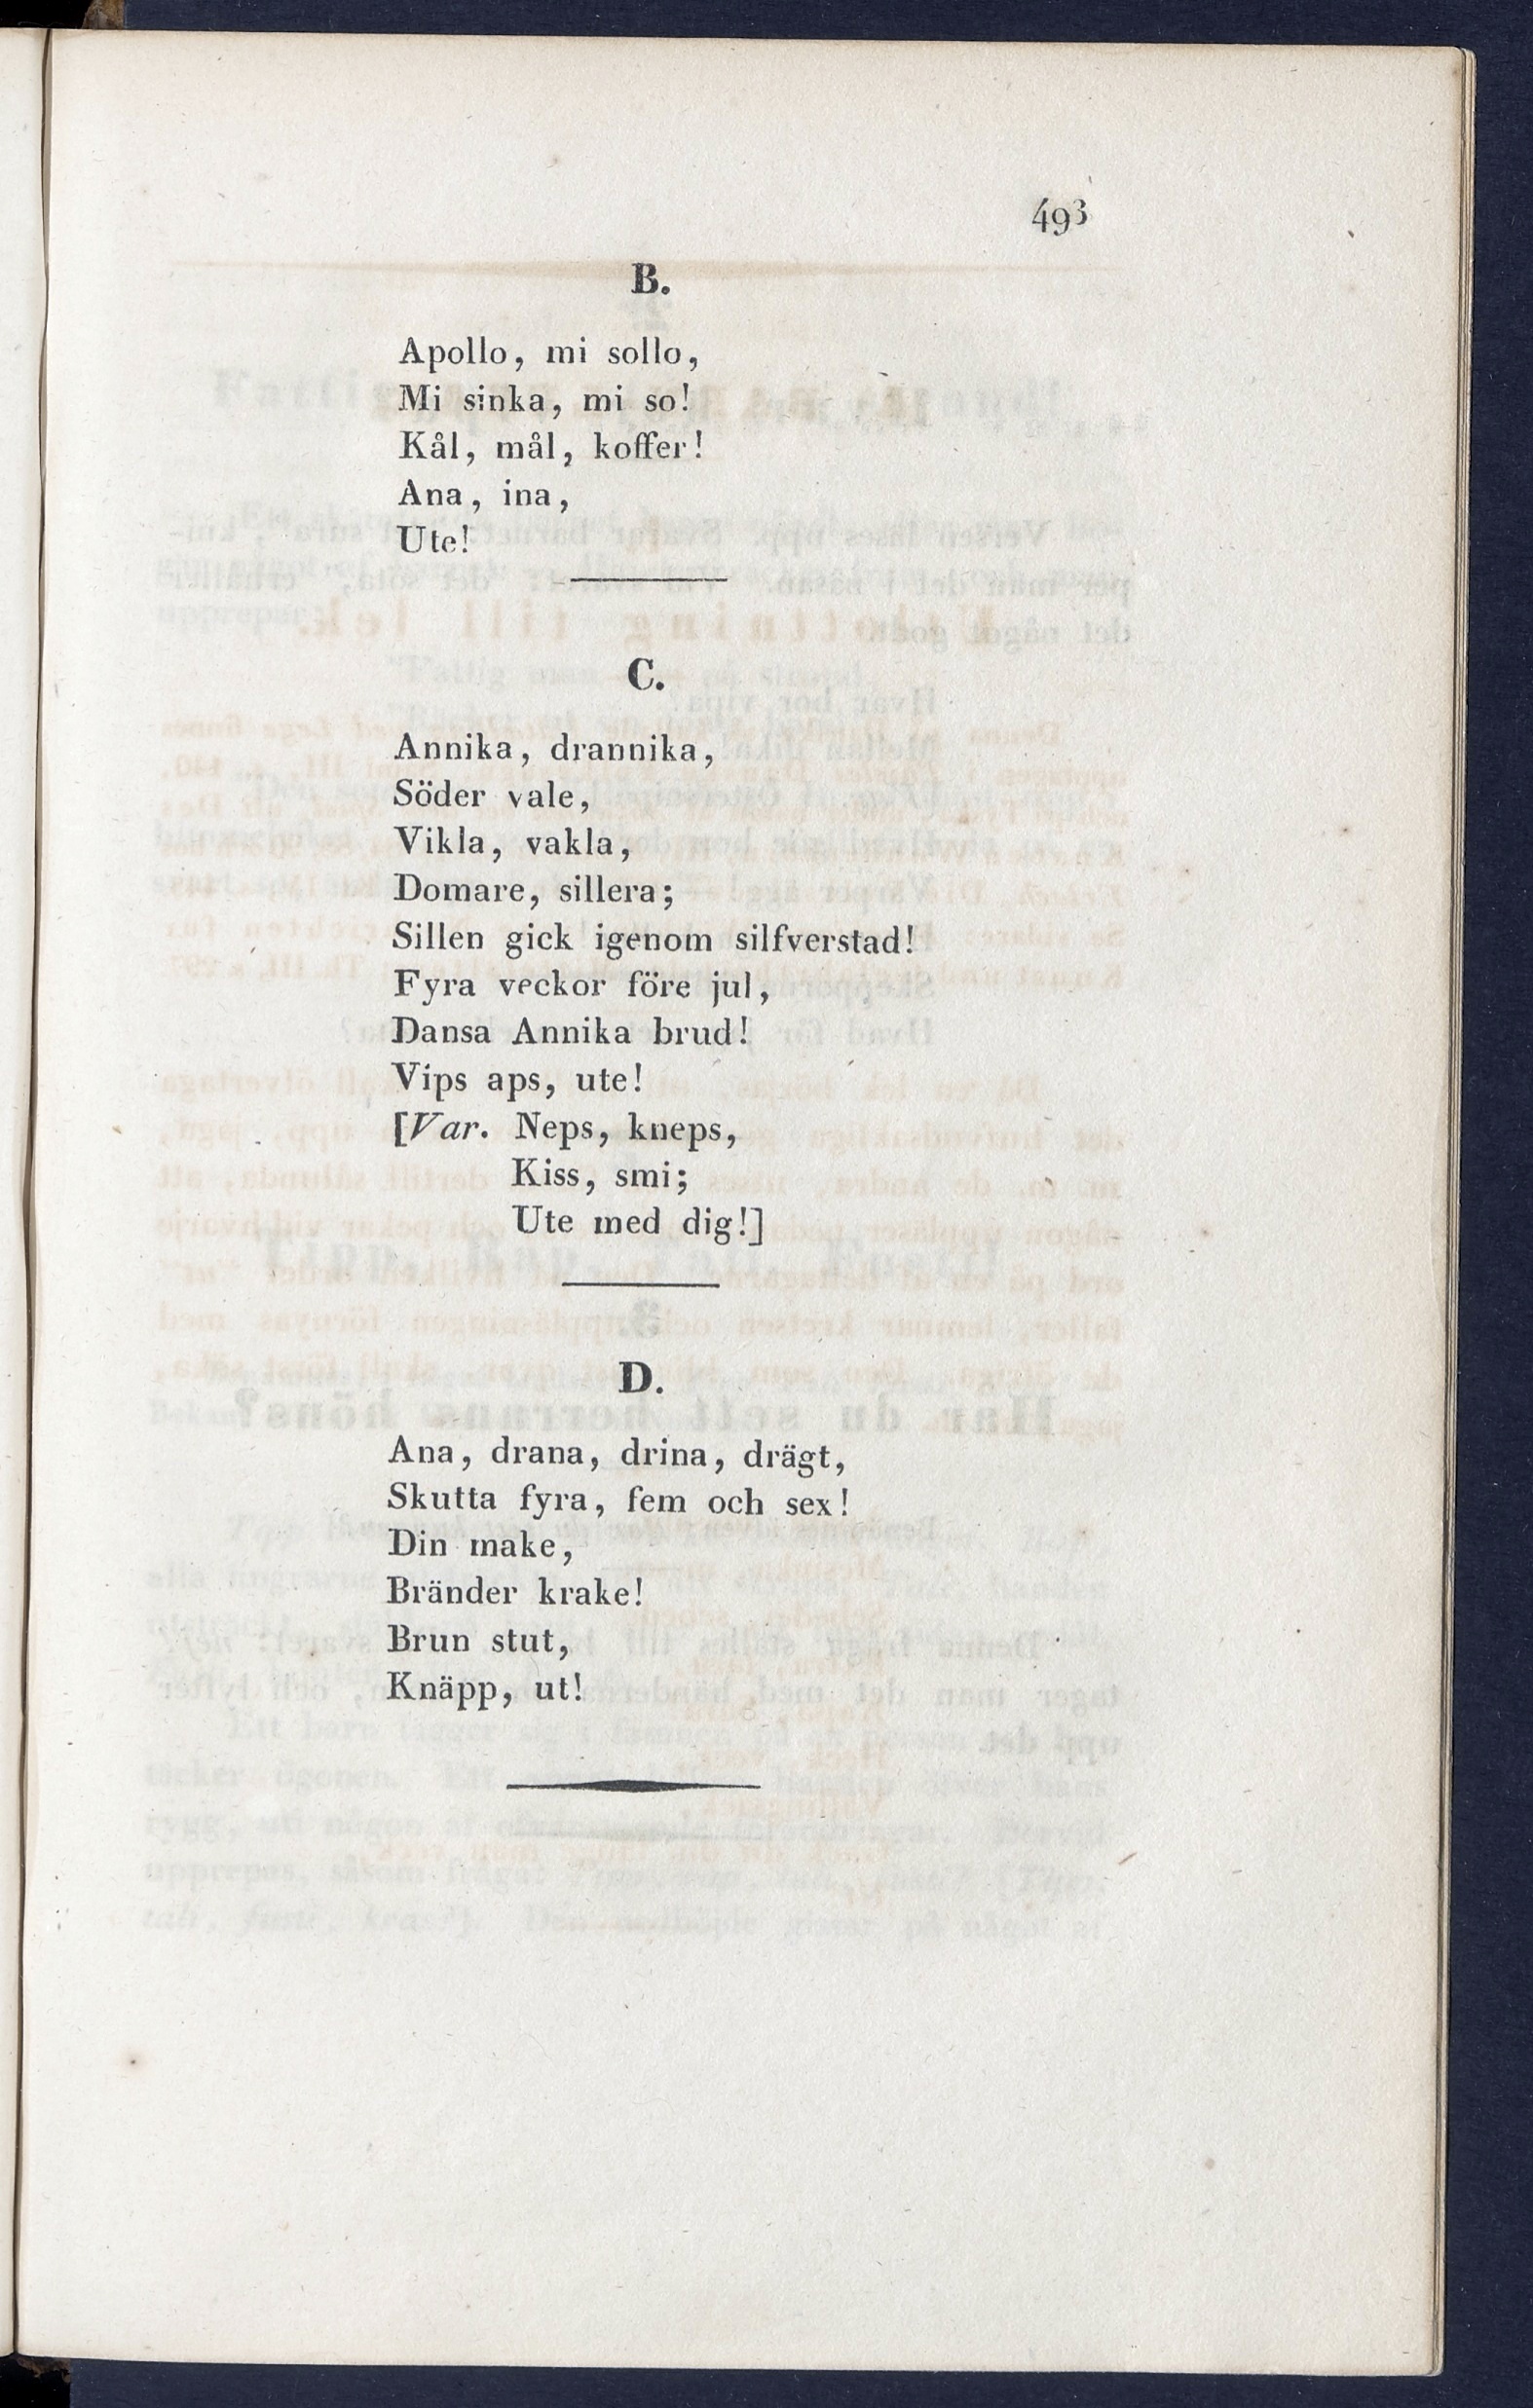 493
B.
Apollo, mi sollo,
Mi sinka, mi so!
Kål, mål, koffer!
Ana, ina,
Ute!
C.
Annika, drannika,
Söder vale,
Vikla, vakla,
Domare, sillera;
Sillen gick igenom silfverstad!
Fyra veckor före jul,
Dansa Annika brud!
Vips aps, ute!
[Var. Neps, kneps,
Kiss, smi;
Ute med dig!]
D.
Ana, drana, drina, drägt,
Skutta fyra, fem och sex!
Din make,
Bränder krake!
Brun stut,
Knäpp, ut!